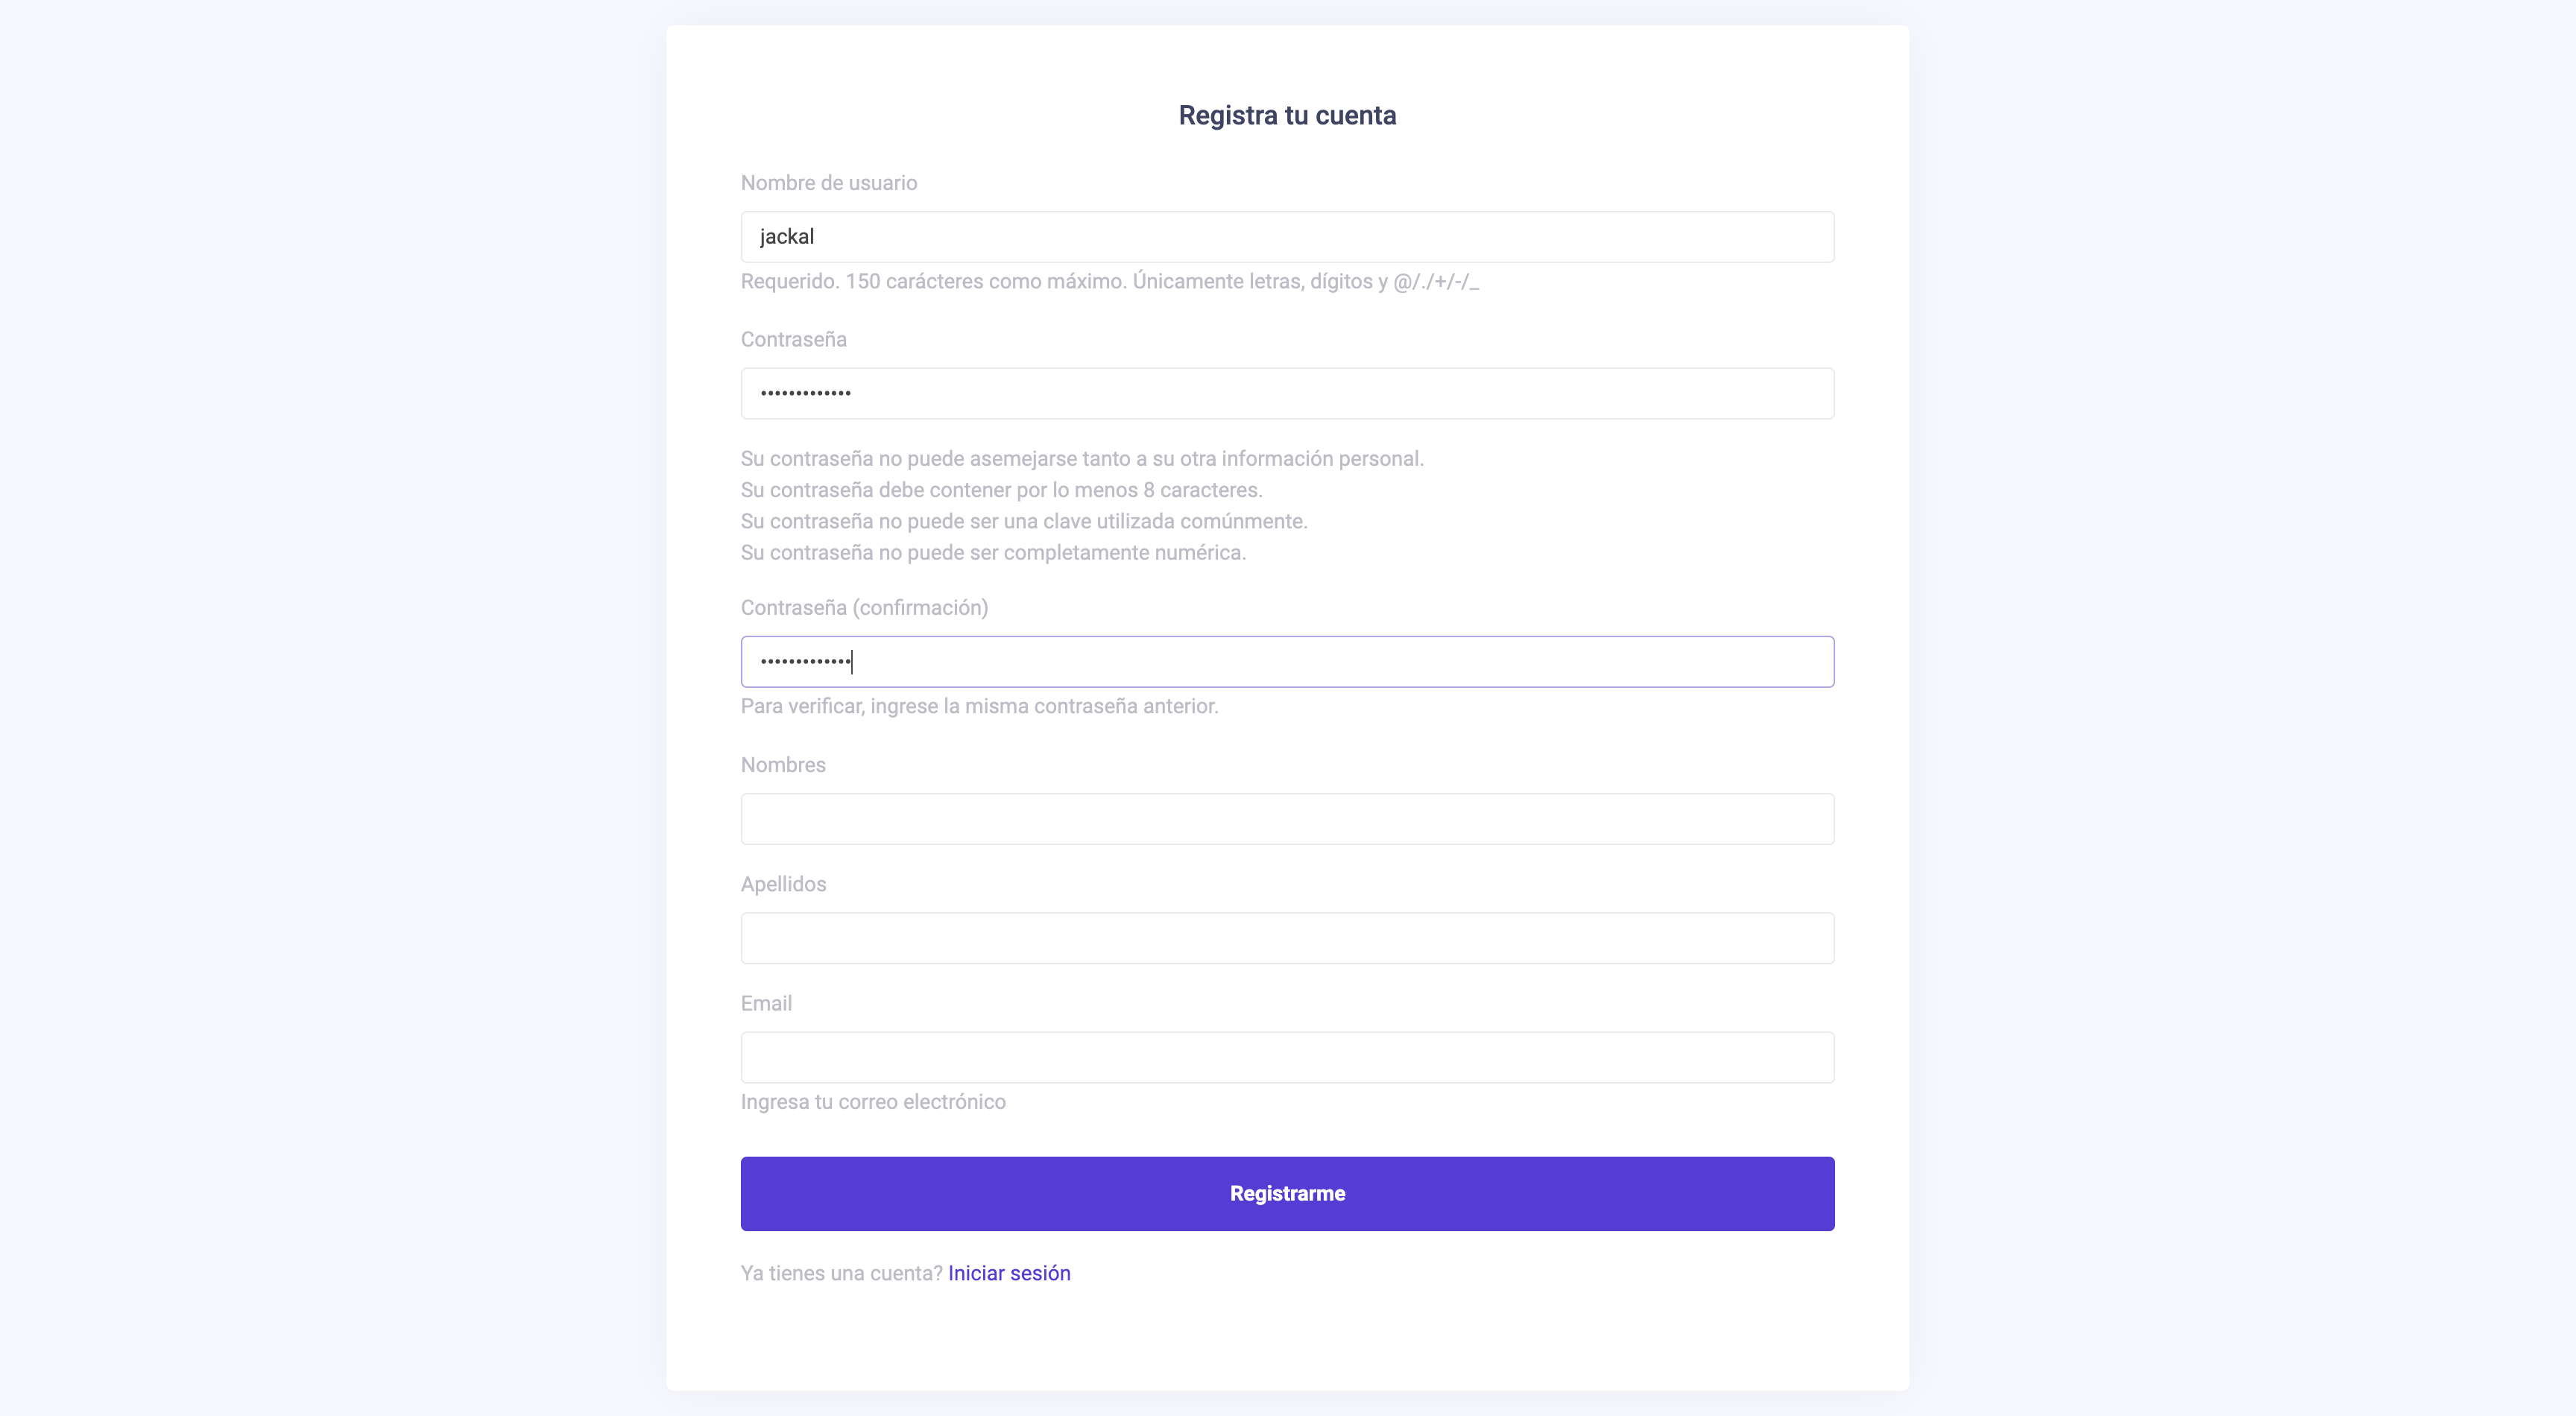 Registra tu cuenta
Nombre de usuario
jackal
Requerido. 150 carácteres como máximo. Únicamente letras, dígitos y @/./+/-/_
Contraseña
•••••••••••••
Su contraseña no puede asemejarse tanto a su otra información personal.
Su contraseña debe contener por lo menos 8 caracteres.
Su contraseña no puede ser una clave utilizada comúnmente.
Su contraseña no puede ser completamente numérica.
Contraseña (confirmación)
•••••••••••••
Para verificar, ingrese la misma contraseña anterior.
Nombres
Apellidos
Email
Ingresa tu correo electrónico
Registrarme
Ya tienes una cuenta? Iniciar sesión